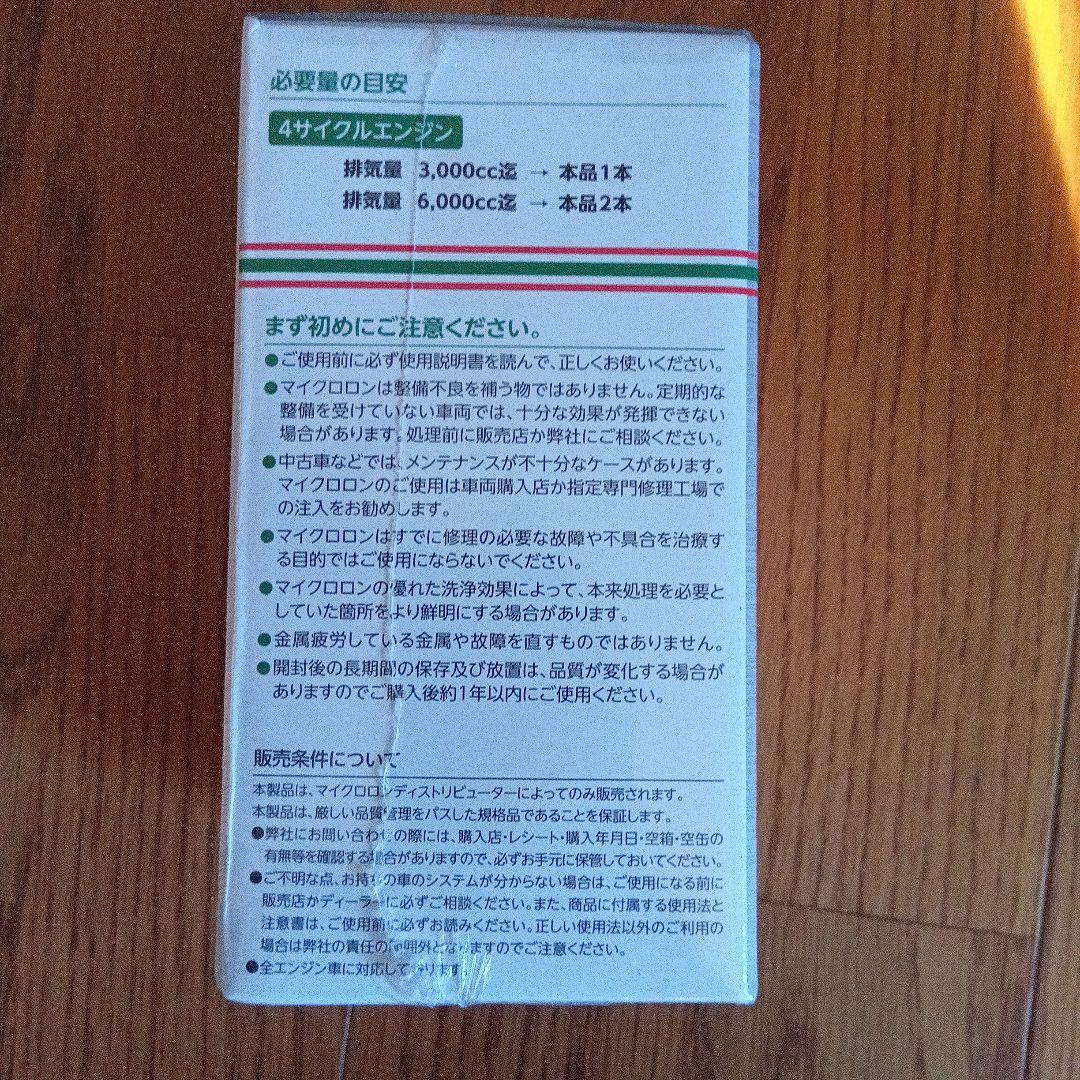 必要量の目安
4サイクルエンジン
排気量 3,000cc迄 → 本品1本
排気量 6,000cc迄 → 本品2本
まず初めにご注意ください。
●ご使用前に必ず使用説明書を読んで、正しくお使いください。
●マイクロロンは整備不良を補う物ではありません。定期的な
整備を受けていない車両では、十分な効果が発揮できない
場合があります。処理前に販売店か弊社にご相談ください。
●中古車などでは、メンテナンスが不十分なケースがあります。
マイクロロンのご使用は車両購入店か指定専門修理工場で
の注入をお勧めします。
●マイクロロンはすでに修理の必要な故障や不具合を治療す
る目的ではご使用にならないでください。
●マイクロロンの優れた洗浄効果によって、本来処理を必要と
していた箇所をより鮮明にする場合があります。
●金属疲労している金属や故障を直すものではありません。
●開封後の長期間の保存及び放置は、品質が変化する場合が
ありますのでご購入後約1年以内にご使用ください。
販売条件について
本製品は、マイクロロンディストリビューターによってのみ販売されます。
本製品は、厳しい品質管理をパスした規格品であることを保証します。
●弊社にお問い合わせの際には、購入店・レシート・購入年月日・空箱・空缶の
有無等を確認する場合がありますので、必ずお手元に保管しておいてください。
●ご不明な点、お持ちの車のシステムが分からない場合は、ご使用になる前に
販売店かディーラーに必ずご相談ください。また、商品に付属する使用法と
注意書は、ご使用前に必ずお読みください。正しい使用法以外のご利用の
場合は弊社の責任の範囲外となりますのでご注意ください。
●全エンジン車に対応しております